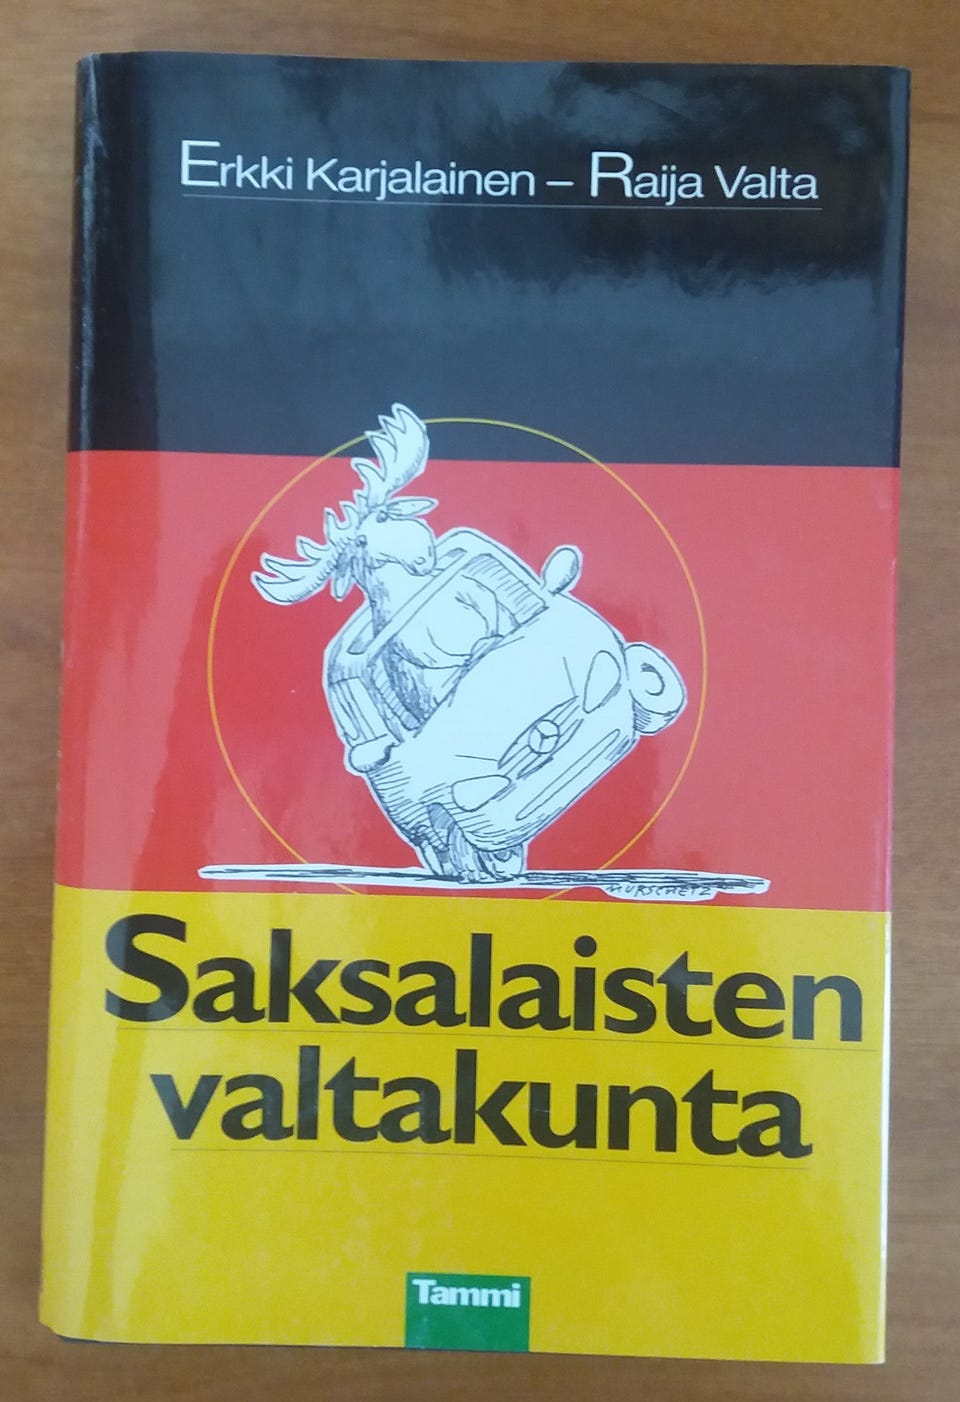 Erkki Karjalainen – Raija Valta
MURSCHETZ
Saksalaisten
valtakunta
Tammi